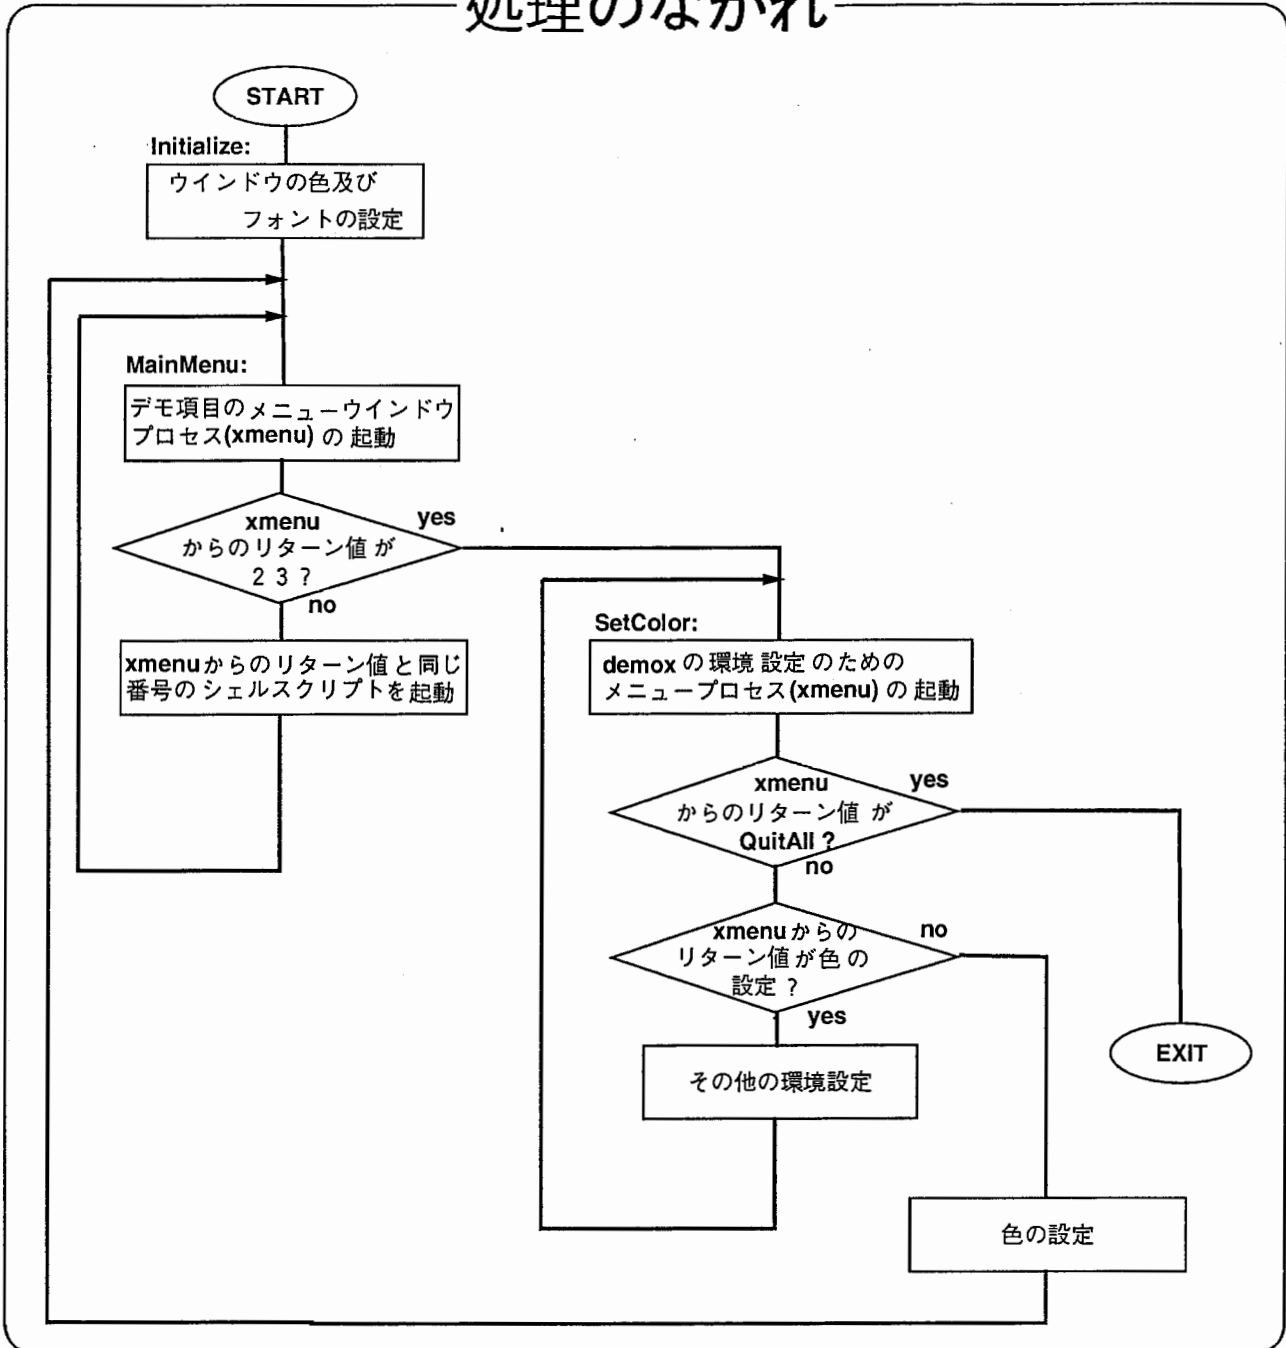 処理のながれ
START
Initialize:
ウインドウの色及び
フォントの設定
MainMenu:
デモ項目のメニューウインドウ
プロセス(xmenu) の 起動
xmenu
からのリターン値 が
2 3 ?
yes
no
xmenuからのリターン値 と同じ
番号のシェルスクリプトを起動
SetColor:
demox の 環境 設定 のための
メニュープロセス(xmenu) の 起動
xmenu
からのリターン値 が
QuitAll ?
yes
no
xmenuからの
リターン値が色 の
設定 ?
no
yes
その他の環境設定
EXIT
色の設定